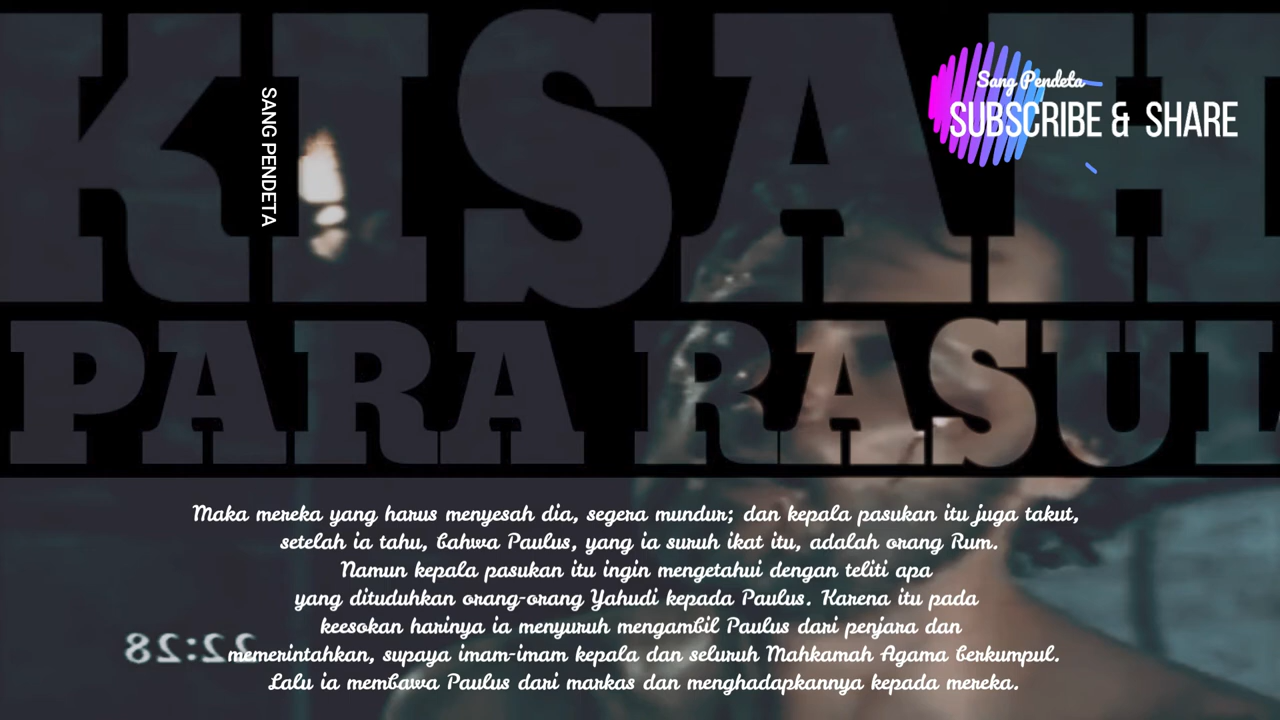 KISAH
PARA RASUL
SANG PENDETA
Sang Pendeta
SUBSCRIBE & SHARE
Maka mereka yang harus menyesah dia, segera mundur; dan kepala pasukan itu juga takut,
setelah ia tahu, bahwa Paulus, yang ia suruh ikat itu, adalah orang Rum.
Namun kepala pasukan itu ingin mengetahui dengan teliti apa
yang dituduhkan orang-orang Yahudi kepada Paulus. Karena itu pada
keesokan harinya ia menyuruh mengambil Paulus dari penjara dan
memerintahkan, supaya imam-imam kepala dan seluruh Mahkamah Agama berkumpul.
Lalu ia membawa Paulus dari markas dan menghadapkannya kepada mereka.
22:28